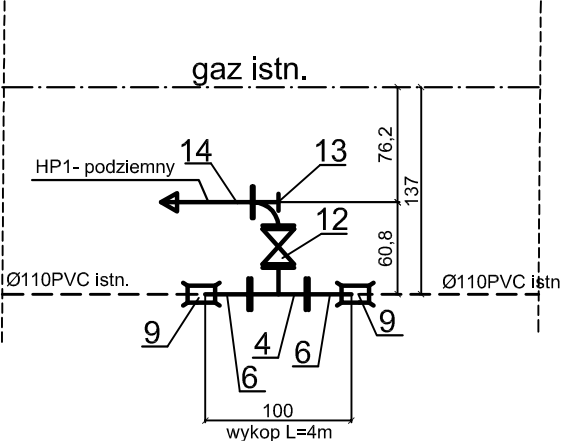 gaz istn.
76,2
14
13
HP1- podziemny
137
12
60,8
Ø110PVC istn.
Ø110PVC istn
9
4
6
9
6
100
wykop L=4m